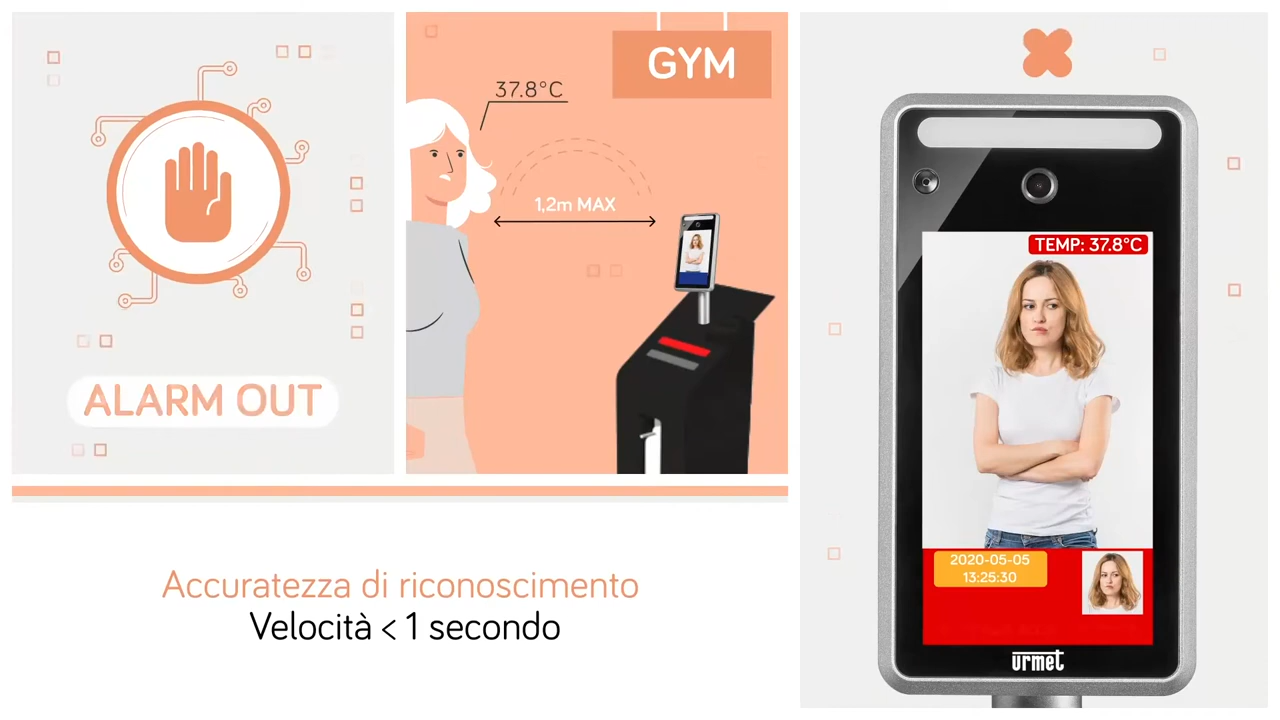 ALARM OUT
GYM
37.8°C
1,2m MAX
Accuratezza di riconoscimento
Velocità < 1 secondo
TEMP: 37.8°C
2020-05-05
13:25:30
urmet